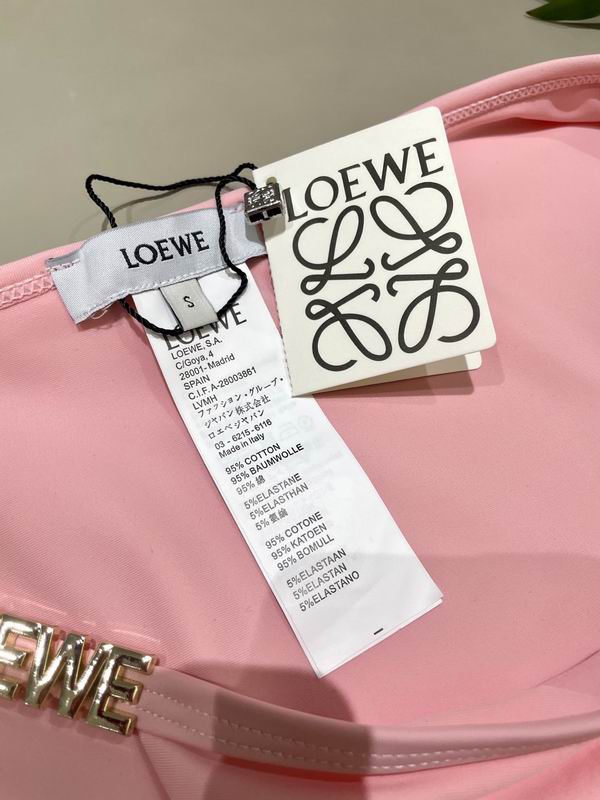 LOEWE
LOEWE
S
LOEWE
LOEWE, S.A.
C/Goya, 4
28001-Madrid
SPAIN
C.I.F.A-28003861
LVMH
ファッション・グループ・
ジャパン株式会社
ロエベジャパン
03 - 6215-6116
Made in Italy
95% COTTON
95% BAUMWOLLE
95% 綿
5%ELASTANE
5%ELASTHAN
5% 氨綸
95% COTONE
95% KATOEN
95% BOMULL
5%ELASTAAN
5%ELASTAN
5%ELASTANO
EWE